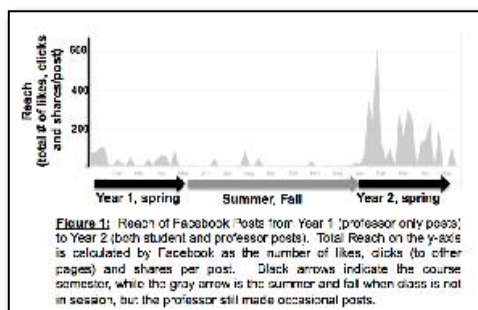 Reach
(total # of likes, clicks
and shares/post)
600
400
200
0
Year 1, spring
Summer, Fall
Year 2, spring
Figure 1: Reach of Facebook Posts from Year 1 (professor only posts)
to Year 2 (both student and professor posts). Total Reach on the y-axis
is calculated by Facebook as the number of likes, clicks (to other
pages) and shares per post. Black arrows indicate the course
semester, while the gray arrow is the summer and fall when class is not
in session, but the professor still made occasional posts.